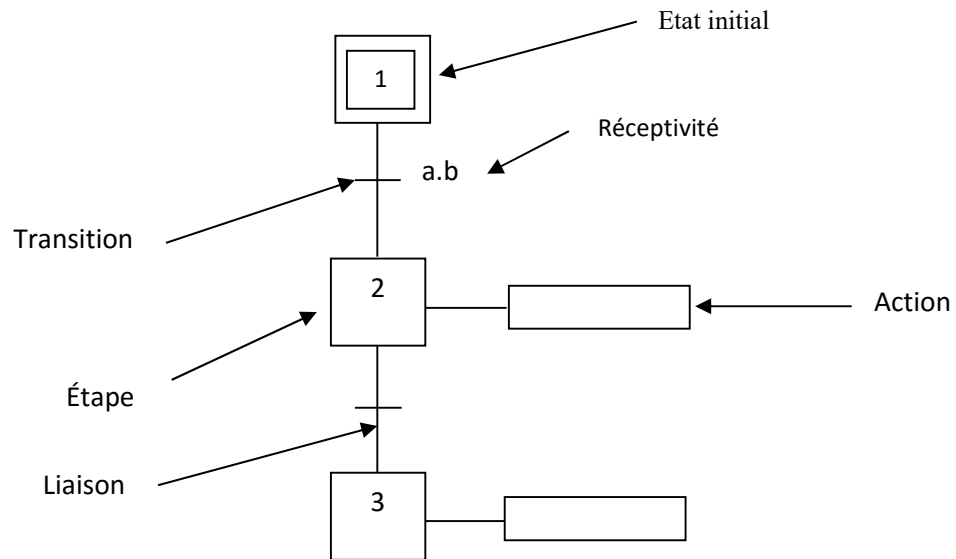 Etat initial
1
Réceptivité
a.b
Transition
2
Action
Étape
Liaison
3